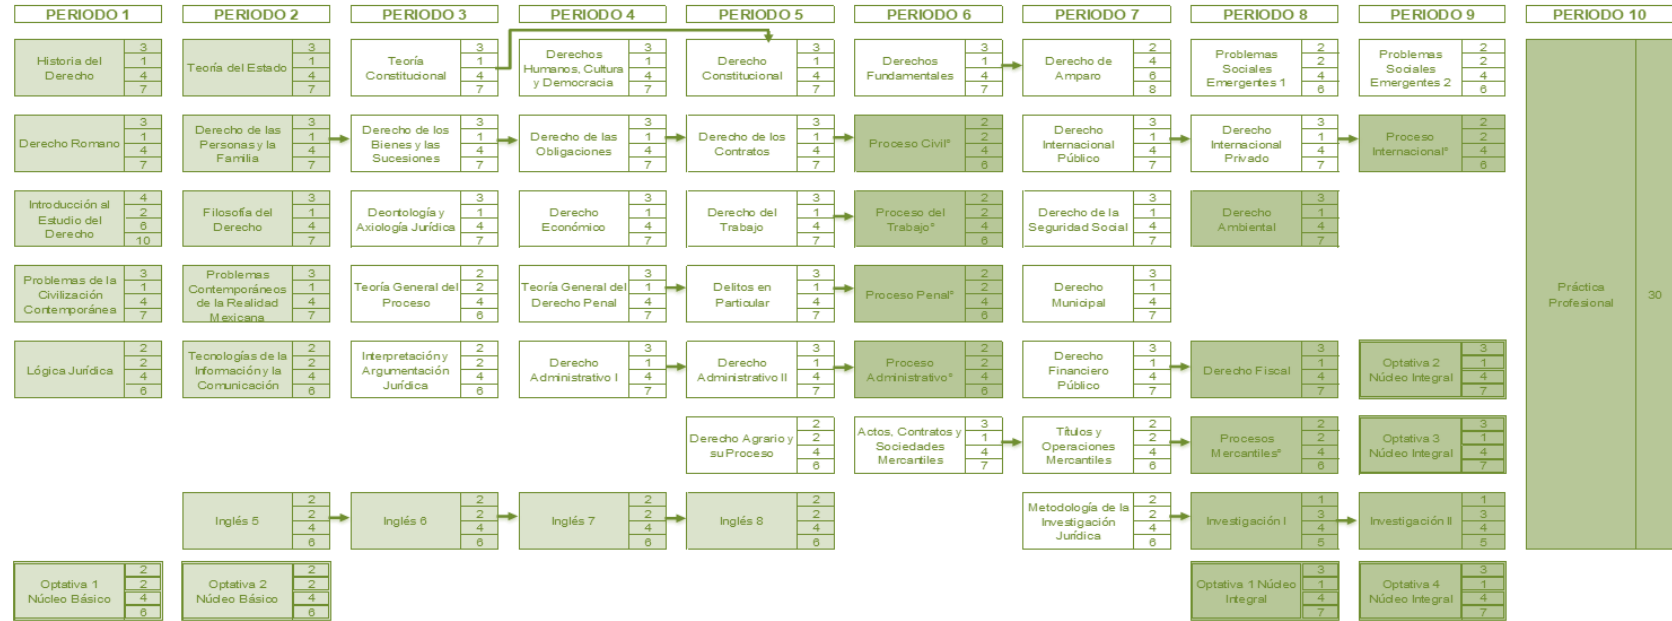 PERIODO 1
PERIODO 2
PERIODO 3
PERIODO 4
PERIODO 5
PERIODO 6
PERIODO 7
PERIODO 8
PERIODO 9
PERIODO 10
Historia del
Derecho
3
1
4
7
Teoría del Estado
3
1
4
7
Teoría
Constitucional
3
1
4
7
Derechos
Humanos, Cultura
y Democracia
3
1
4
7
Derecho
Constitucional
3
1
4
7
Derechos
Fundamentales
3
1
4
7
Derecho de
Amparo
2
4
6
8
Problemas
Sociales
Emergentes 1
2
2
4
6
Problemas
Sociales
Emergentes 2
2
2
4
6
Derecho Romano
3
1
4
7
Derecho de las
Personas y la
Familia
3
1
4
7
Derecho de los
Bienes y las
Sucesiones
3
1
4
7
Derecho de las
Obligaciones
3
1
4
7
Derecho de los
Contratos
3
1
4
7
Proceso Civil*
2
2
4
6
Derecho
Internacional
Público
3
1
4
7
Derecho
Internacional
Privado
3
1
4
7
Proceso
Internacional*
2
2
4
6
Introducción al
Estudio del
Derecho
4
2
6
10
Filosofía del
Derecho
3
1
4
7
Deontología y
Axiología Jurídica
3
1
4
7
Derecho
Económico
3
1
4
7
Derecho del
Trabajo
3
1
4
7
Proceso del
Trabajo*
2
2
4
6
Derecho de la
Seguridad Social
3
1
4
7
Derecho
Ambiental
3
1
4
7
Problemas de la
Civilización
Contemporánea
3
1
4
7
Problemas
Contemporáneos
de la Realidad
Mexicana
3
1
4
7
Teoría General del
Proceso
2
2
4
6
Teoría General del
Derecho Penal
3
1
4
7
Delitos en
Particular
3
1
4
7
Proceso Penal*
2
2
4
6
Derecho
Municipal
3
1
4
7
Práctica
Profesional
30
Lógica Jurídica
2
2
4
6
Tecnologías de la
Información y la
Comunicación
2
2
4
6
Interpretación y
Argumentación
Jurídica
2
2
4
6
Derecho
Administrativo I
3
1
4
7
Derecho
Administrativo II
3
1
4
7
Proceso
Administrativo*
2
2
4
6
Derecho
Financiero
Público
3
1
4
7
Derecho Fiscal
3
1
4
7
Optativa 2
Núcleo Integral
3
1
4
7
Derecho Agrario y
su Proceso
2
2
4
6
Actos, Contratos y
Sociedades
Mercantiles
3
1
4
7
Títulos y
Operaciones
Mercantiles
2
2
4
6
Procesos
Mercantiles*
2
2
4
6
Optativa 3
Núcleo Integral
3
1
4
7
Inglés 5
2
2
4
6
Inglés 6
2
2
4
6
Inglés 7
2
2
4
6
Inglés 8
2
2
4
6
Metodología de la
Investigación
Jurídica
2
2
4
6
Investigación I
1
3
4
5
Investigación II
1
3
4
5
Optativa 1
Núcleo Básico
2
2
4
6
Optativa 2
Núcleo Básico
2
2
4
6
Optativa 1 Núcleo
Integral
3
1
4
7
Optativa 4
Núcleo Integral
3
1
4
7